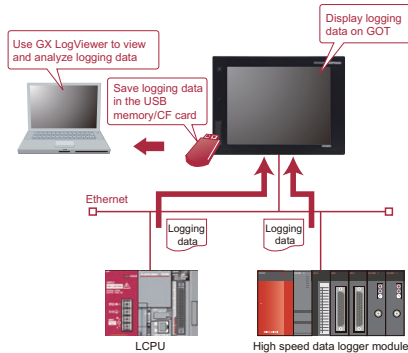 Display logging
data on GOT
Use GX LogViewer to view
and analyze logging data
Save logging data
in the USB
memory/CF card
Ethernet
Logging
data
Logging
data
LCPU
High speed data logger module